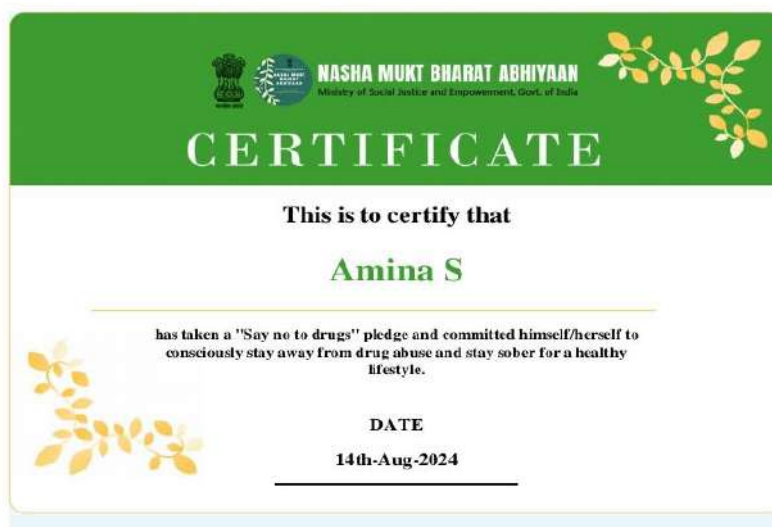 NASHA MUKT BHARAT ABHIYAAN
Ministry of Social Justice and Empowerment, Govt. of India
CERTIFICATE
This is to certify that
Amina S
has taken a "Say no to drugs" pledge and committed himself/herself to
consciously stay away from drug abuse and stay sober for a healthy
lifestyle.
DATE
14th-Aug-2024